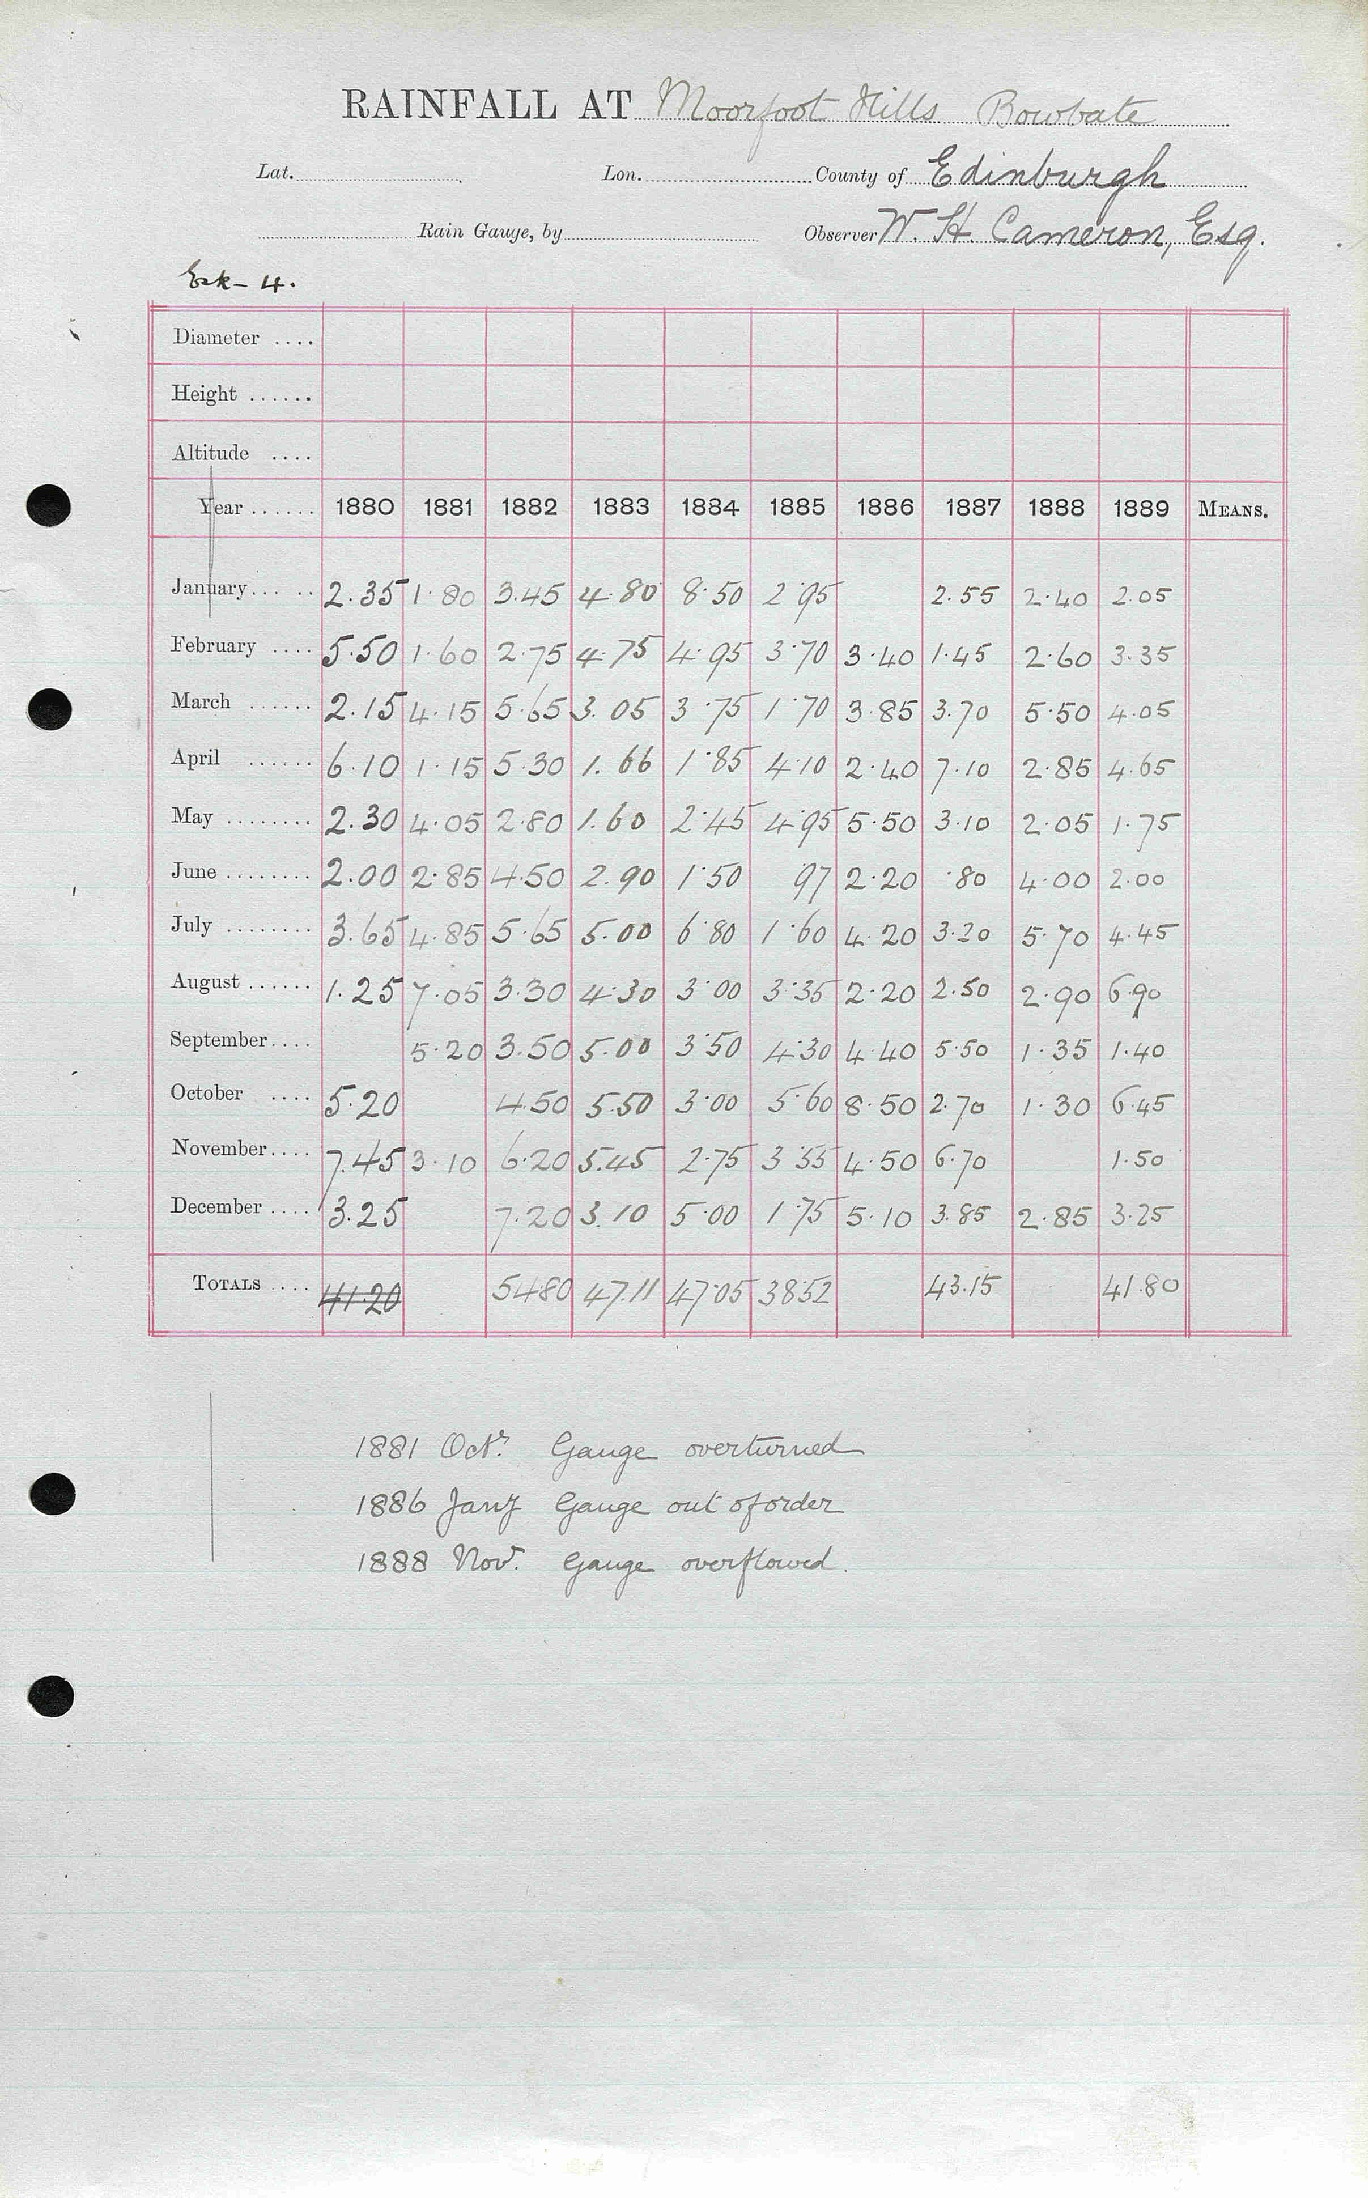 RAINFALL AT Moorfoot Hills Bowbate
Lat. Lon. County of Edinburgh
Rain Gauge, by Observer W. H. Cameron, Esq.
Esk - 4.
Diameter ....
Height ......
Altitude ....
Year ...... 1880 1881 1882 1883 1884 1885 1886 1887 1888 1889 MEANS.
January..... 2.35 1.80 3.45 4.80 8.50 2.95 2.55 2.40 2.05
February .... 5.50 1.60 2.75 4.75 4.95 3.70 3.40 1.45 2.60 3.35
March ...... 2.15 4.15 5.65 3.05 3.75 1.70 3.85 3.70 5.50 4.05
April ...... 6.10 1.15 5.30 1.66 1.85 4.10 2.40 7.10 2.85 4.65
May ........ 2.30 4.05 2.80 1.60 2.45 4.95 5.50 3.10 2.05 1.75
June ........ 2.00 2.85 4.50 2.90 1.50 97 2.20 .80 4.00 2.00
July ........ 3.65 4.85 5.65 5.00 6.80 1.60 4.20 3.20 5.70 4.45
August ...... 1.25 7.05 3.30 4.30 3.00 3.35 2.20 2.50 2.90 6.90
September.... 5.20 3.50 5.00 3.50 4.30 4.40 5.50 1.35 1.40
October .... 5.20 4.50 5.50 3.00 5.60 8.50 2.70 1.30 6.45
November.... 7.45 3.10 6.20 5.45 2.75 3.55 4.50 6.70 1.50
December .... 3.25 7.20 3.10 5.00 1.75 5.10 3.85 2.85 3.25
TOTALS .... 41.20 54.80 47.11 47.05 38.52 43.15 41.80
1881 Octr. Gauge overturned
1886 Jany Gauge out of order
1888 Novr. Gauge overflowed.